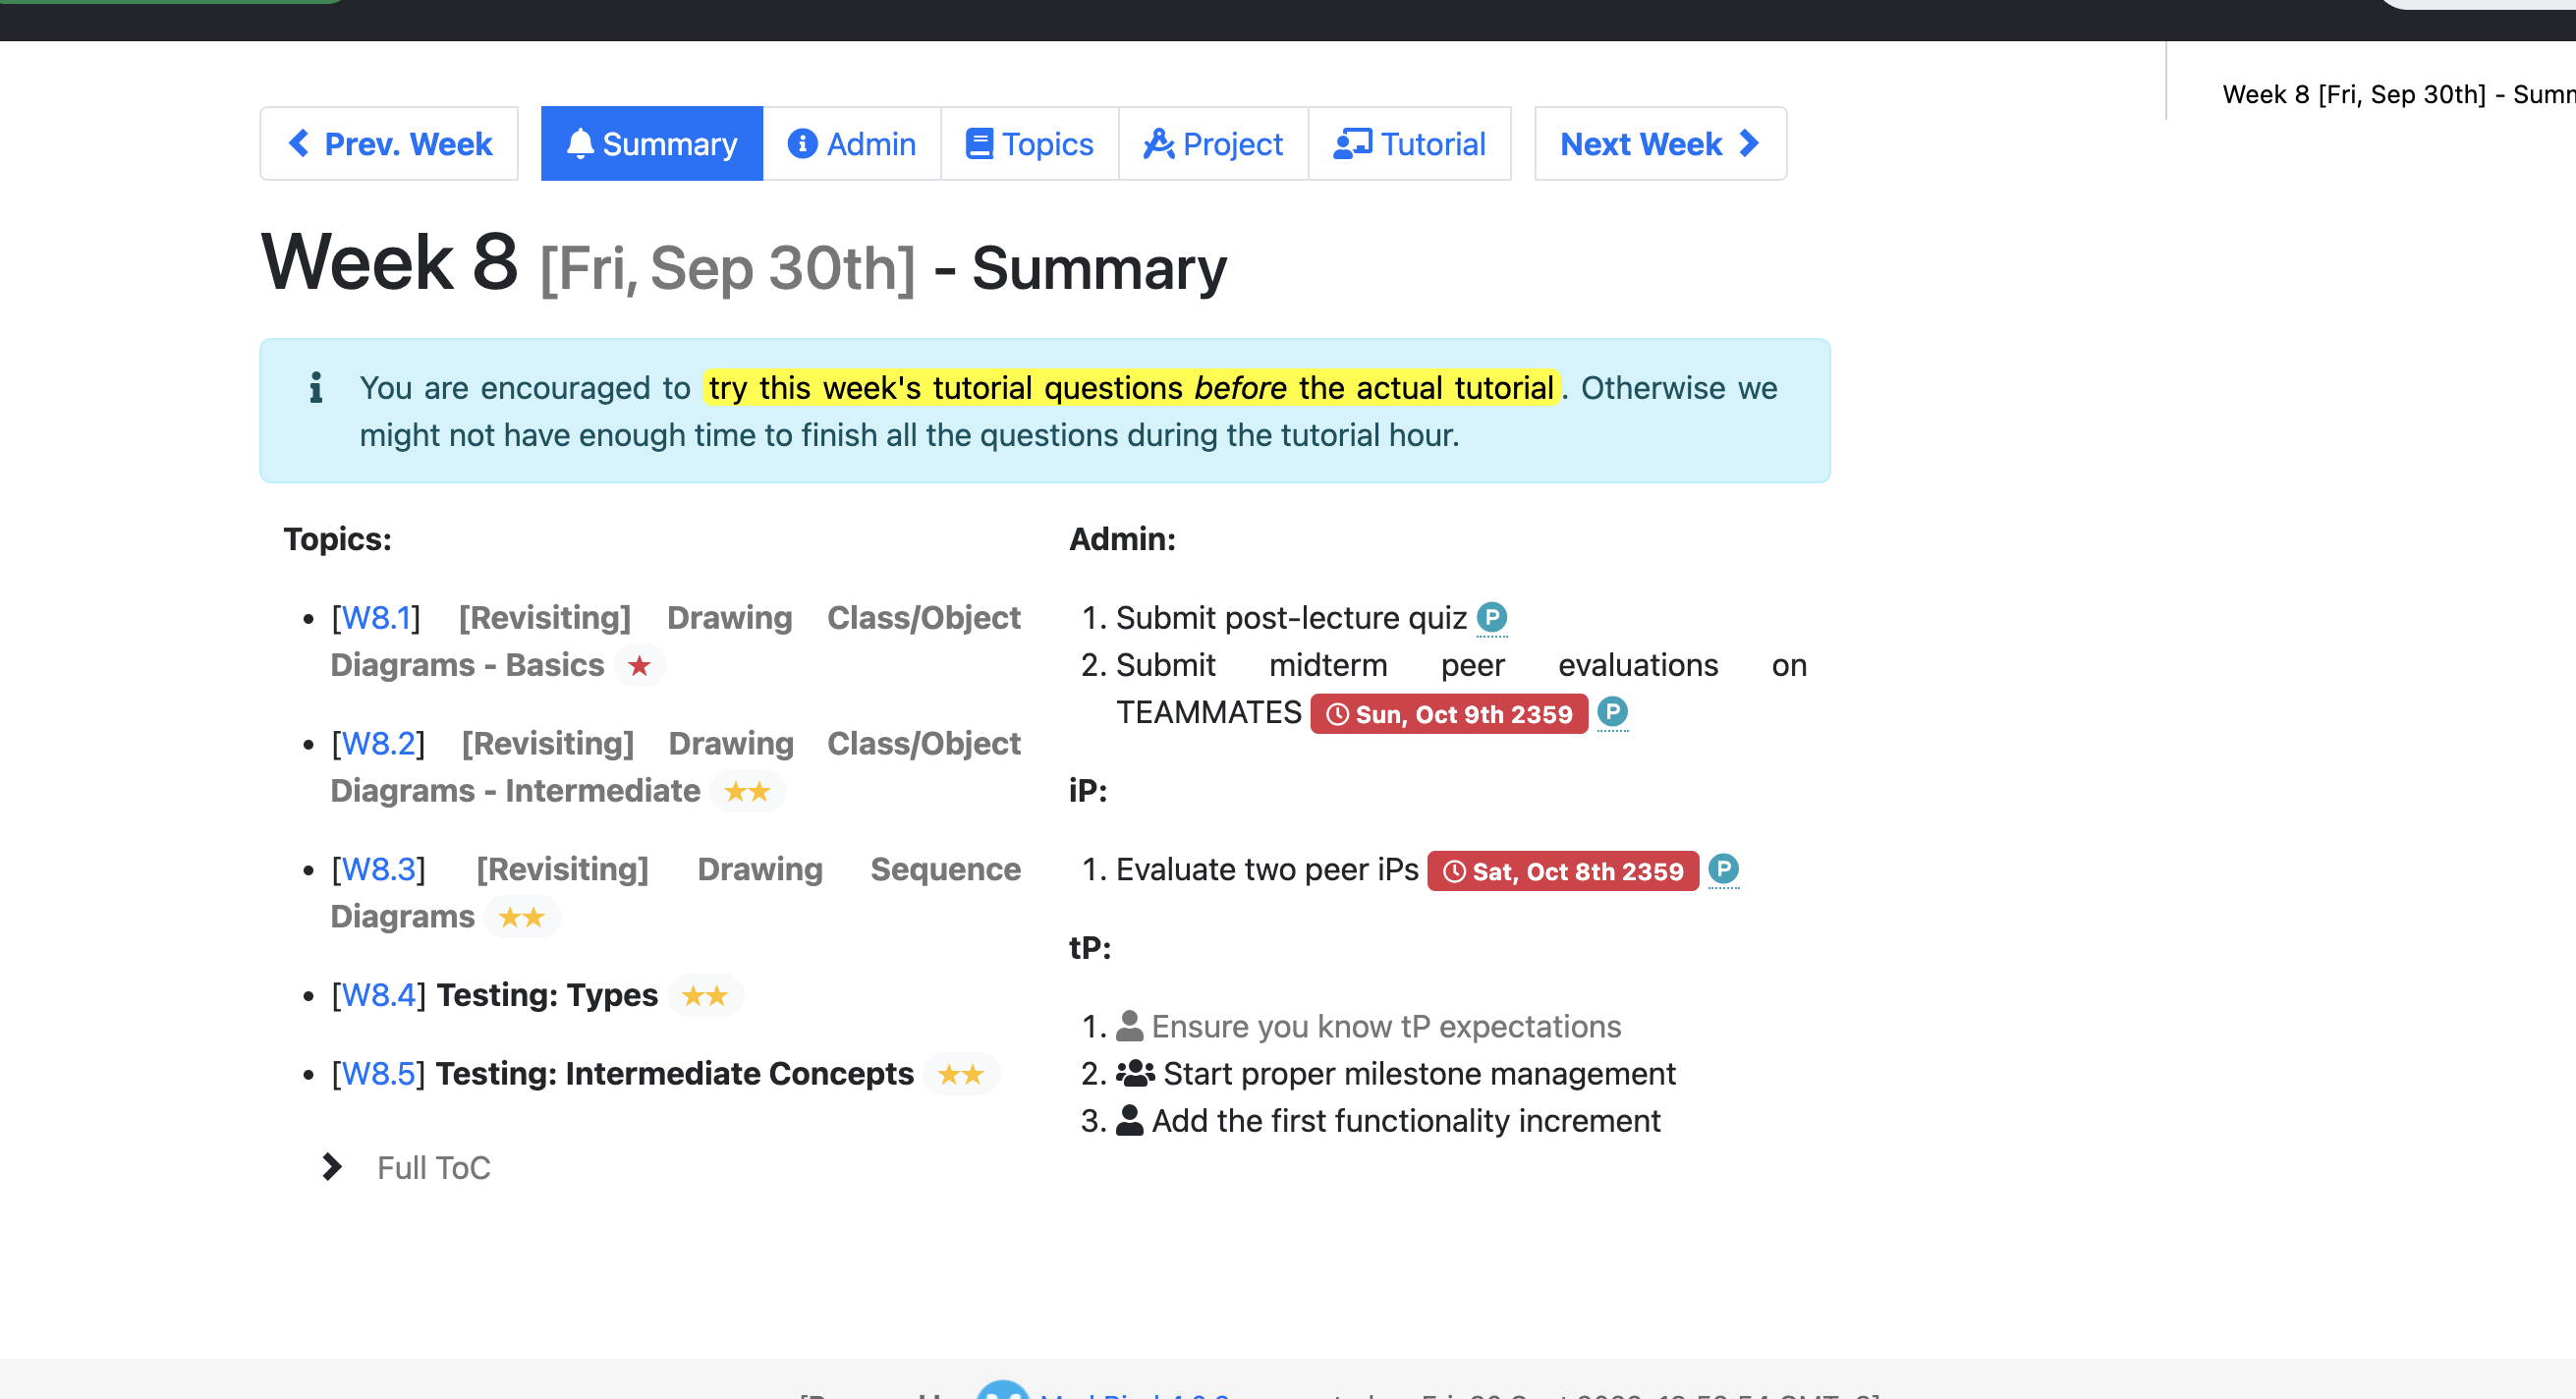 Week 8 [Fri, Sep 30th] - Summ
Prev. Week
Summary
Admin
Topics
Project
Tutorial
Next Week
Week 8 [Fri, Sep 30th] - Summary
You are encouraged to try this week's tutorial questions before the actual tutorial. Otherwise we
might not have enough time to finish all the questions during the tutorial hour.
Topics:
• [W8.1] [Revisiting] Drawing Class/Object
Diagrams - Basics ★
• [W8.2] [Revisiting] Drawing Class/Object
Diagrams - Intermediate ★★
• [W8.3] [Revisiting] Drawing Sequence
Diagrams ★★
• [W8.4] Testing: Types ★★
• [W8.5] Testing: Intermediate Concepts ★★
Full ToC
Admin:
1. Submit post-lecture quiz P
2. Submit midterm peer evaluations on
TEAMMATES Sun, Oct 9th 2359 P
iP:
1. Evaluate two peer iPs Sat, Oct 8th 2359 P
tP:
1. Ensure you know tP expectations
2. Start proper milestone management
3. Add the first functionality increment